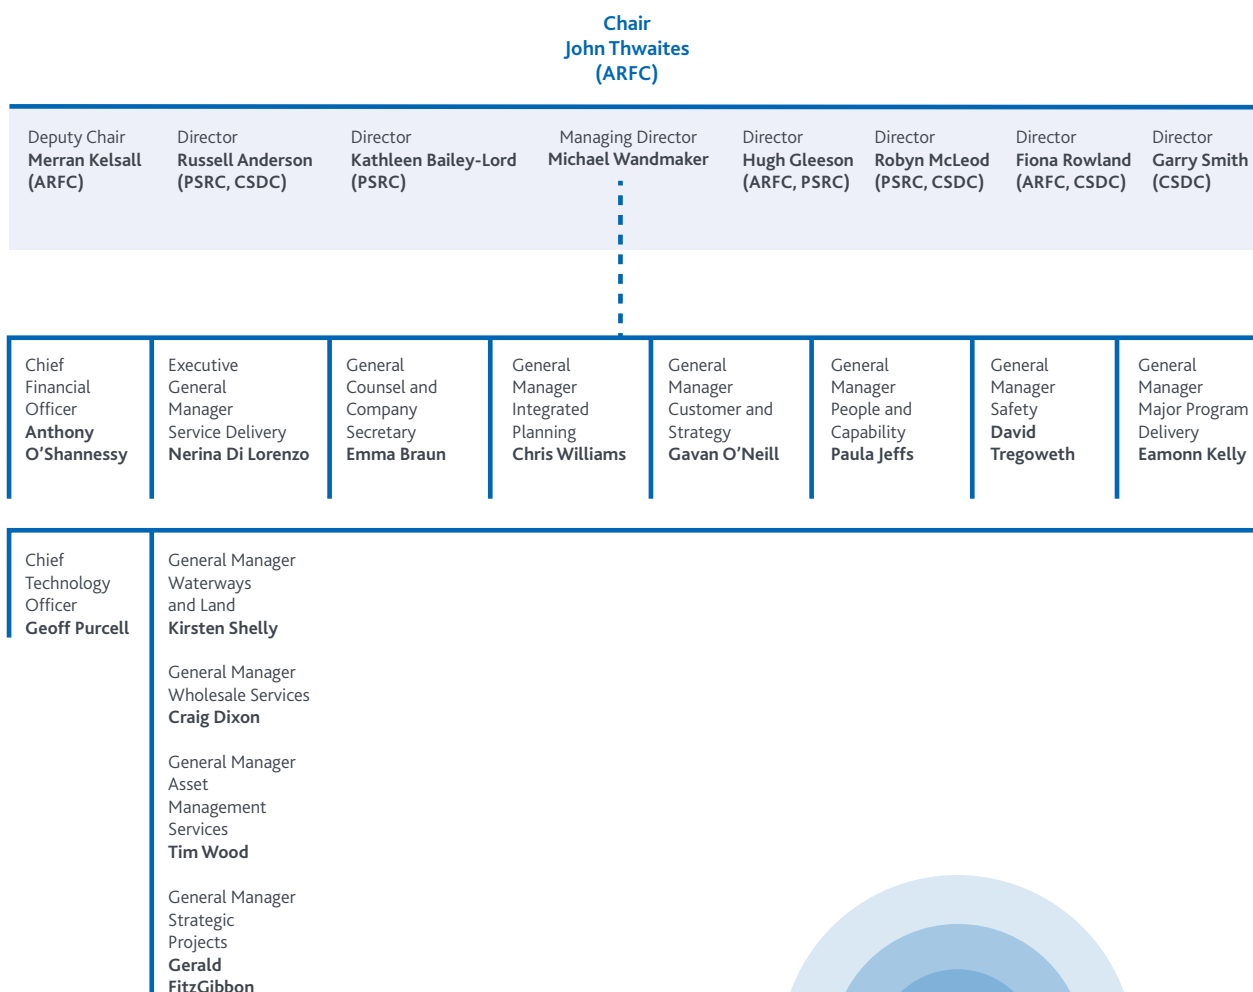 Chair
John Thwaites
(ARFC)
Deputy Chair
Merran Kelsall
(ARFC)
Director
Russell Anderson
(PSRC, CSDC)
Director
Kathleen Bailey-Lord
(PSRC)
Managing Director
Michael Wandmaker
Director
Hugh Gleeson
(ARFC, PSRC)
Director
Robyn McLeod
(PSRC, CSDC)
Director
Fiona Rowland
(ARFC, CSDC)
Director
Garry Smith
(CSDC)
Chief
Financial
Officer
Anthony
O'Shannessy
Executive
General
Manager
Service Delivery
Nerina Di Lorenzo
General
Counsel and
Company
Secretary
Emma Braun
General
Manager
Integrated
Planning
Chris Williams
General
Manager
Customer and
Strategy
Gavan O'Neill
General
Manager
People and
Capability
Paula Jeffs
General
Manager
Safety
David
Tregoweth
General
Manager
Major Program
Delivery
Eamonn Kelly
Chief
Technology
Officer
Geoff Purcell
General Manager
Waterways
and Land
Kirsten Shelly
General Manager
Wholesale Services
Craig Dixon
General Manager
Asset
Management
Services
Tim Wood
General Manager
Strategic
Projects
Gerald
FitzGibbon